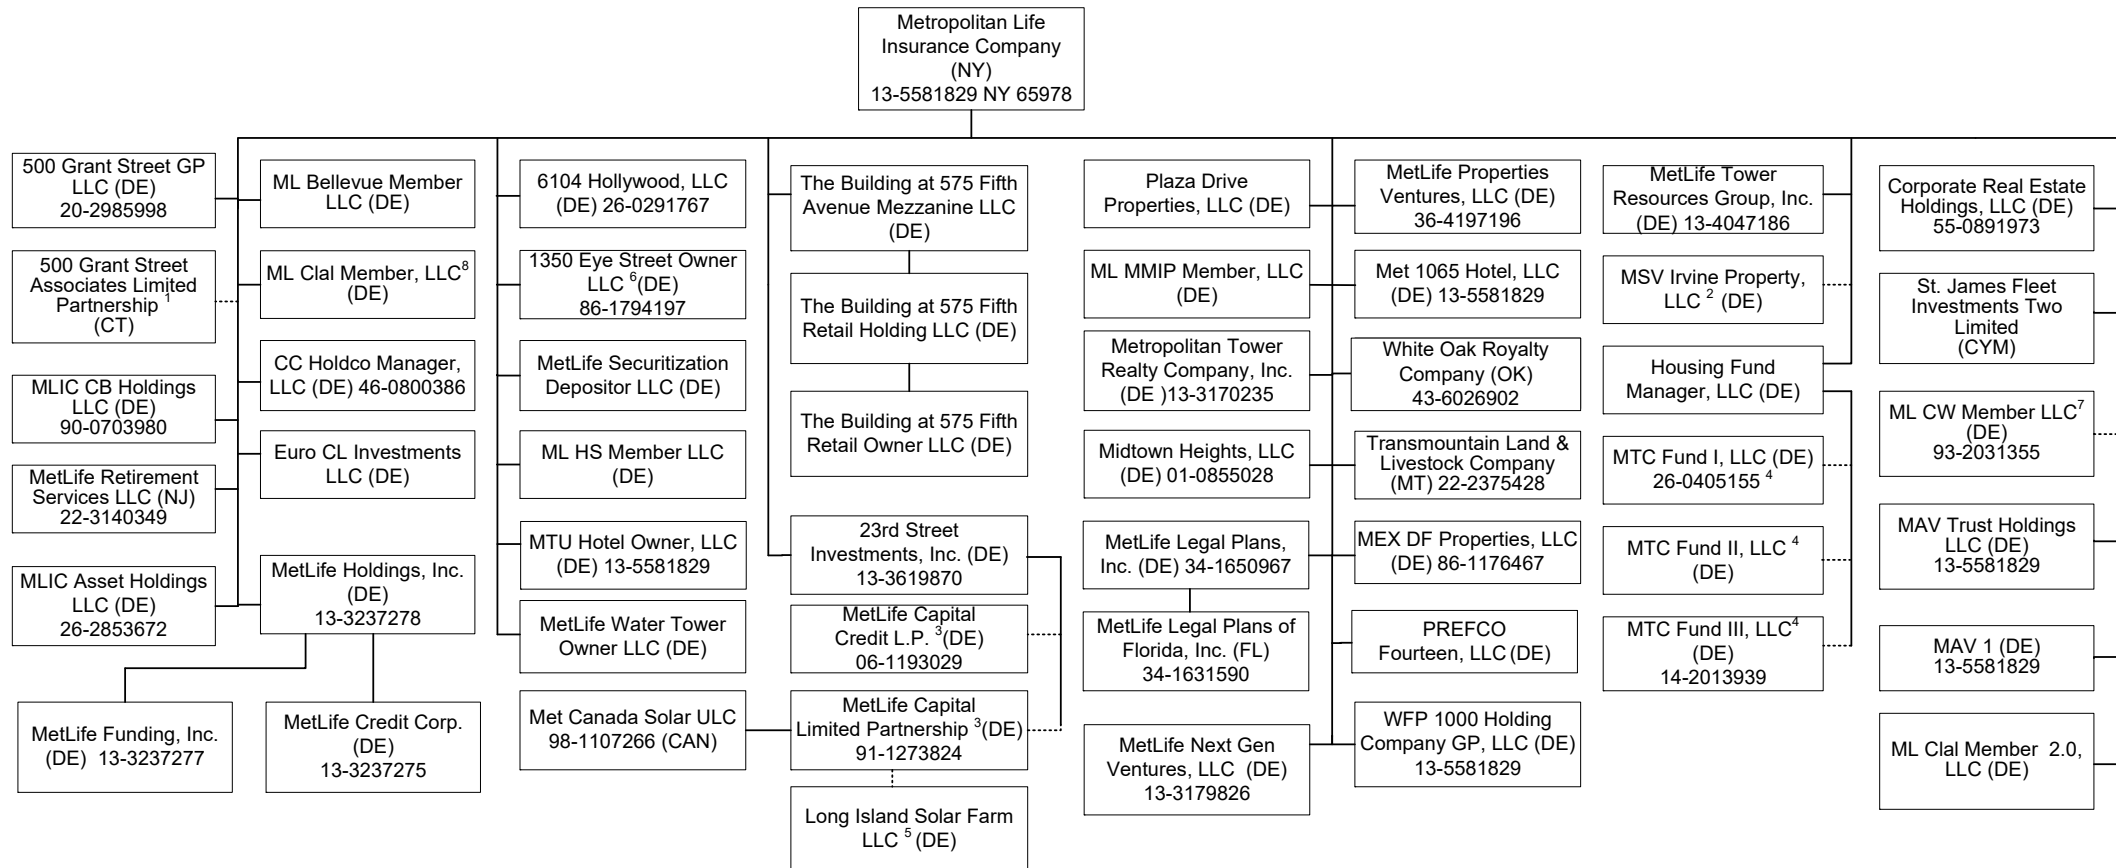 Metropolitan Life
Insurance Company
(NY)
13-5581829 NY 65978
500 Grant Street GP
LLC (DE)
20-2985998
500 Grant Street
Associates Limited
Partnership 1
(CT)
MLIC CB Holdings
LLC (DE)
90-0703980
MetLife Retirement
Services LLC (NJ)
22-3140349
MLIC Asset Holdings
LLC (DE)
26-2853672
ML Bellevue Member
LLC (DE)
ML Clal Member, LLC8
(DE)
CC Holdco Manager,
LLC (DE) 46-0800386
Euro CL Investments
LLC (DE)
MetLife Holdings, Inc.
(DE)
13-3237278
MetLife Funding, Inc.
(DE) 13-3237277
MetLife Credit Corp.
(DE)
13-3237275
6104 Hollywood, LLC
(DE) 26-0291767
1350 Eye Street Owner
LLC 6(DE)
86-1794197
MetLife Securitization
Depositor LLC (DE)
ML HS Member LLC
(DE)
MTU Hotel Owner, LLC
(DE) 13-5581829
MetLife Water Tower
Owner LLC (DE)
Met Canada Solar ULC
98-1107266 (CAN)
The Building at 575 Fifth
Avenue Mezzanine LLC
(DE)
The Building at 575 Fifth
Retail Holding LLC (DE)
The Building at 575 Fifth
Retail Owner LLC (DE)
23rd Street
Investments, Inc. (DE)
13-3619870
MetLife Capital
Credit L.P. 3(DE)
06-1193029
MetLife Capital
Limited Partnership 3(DE)
91-1273824
Long Island Solar Farm
LLC 5 (DE)
Plaza Drive
Properties, LLC (DE)
ML MMIP Member, LLC
(DE)
Metropolitan Tower
Realty Company, Inc.
(DE )13-3170235
Midtown Heights, LLC
(DE) 01-0855028
MetLife Legal Plans,
Inc. (DE) 34-1650967
MetLife Legal Plans of
Florida, Inc. (FL)
34-1631590
MetLife Next Gen
Ventures, LLC (DE)
13-3179826
MetLife Properties
Ventures, LLC (DE)
36-4197196
Met 1065 Hotel, LLC
(DE) 13-5581829
White Oak Royalty
Company (OK)
43-6026902
Transmountain Land &
Livestock Company
(MT) 22-2375428
MEX DF Properties, LLC
(DE) 86-1176467
PREFCO
Fourteen, LLC (DE)
WFP 1000 Holding
Company GP, LLC (DE)
13-5581829
MetLife Tower
Resources Group, Inc.
(DE) 13-4047186
MSV Irvine Property,
LLC 2 (DE)
Housing Fund
Manager, LLC (DE)
MTC Fund I, LLC (DE)
26-0405155 4
MTC Fund II, LLC 4
(DE)
MTC Fund III, LLC4
(DE)
14-2013939
Corporate Real Estate
Holdings, LLC (DE)
55-0891973
St. James Fleet
Investments Two
Limited
(CYM)
ML CW Member LLC7
(DE)
93-2031355
MAV Trust Holdings
LLC (DE)
13-5581829
MAV 1 (DE)
13-5581829
ML Clal Member 2.0,
LLC (DE)